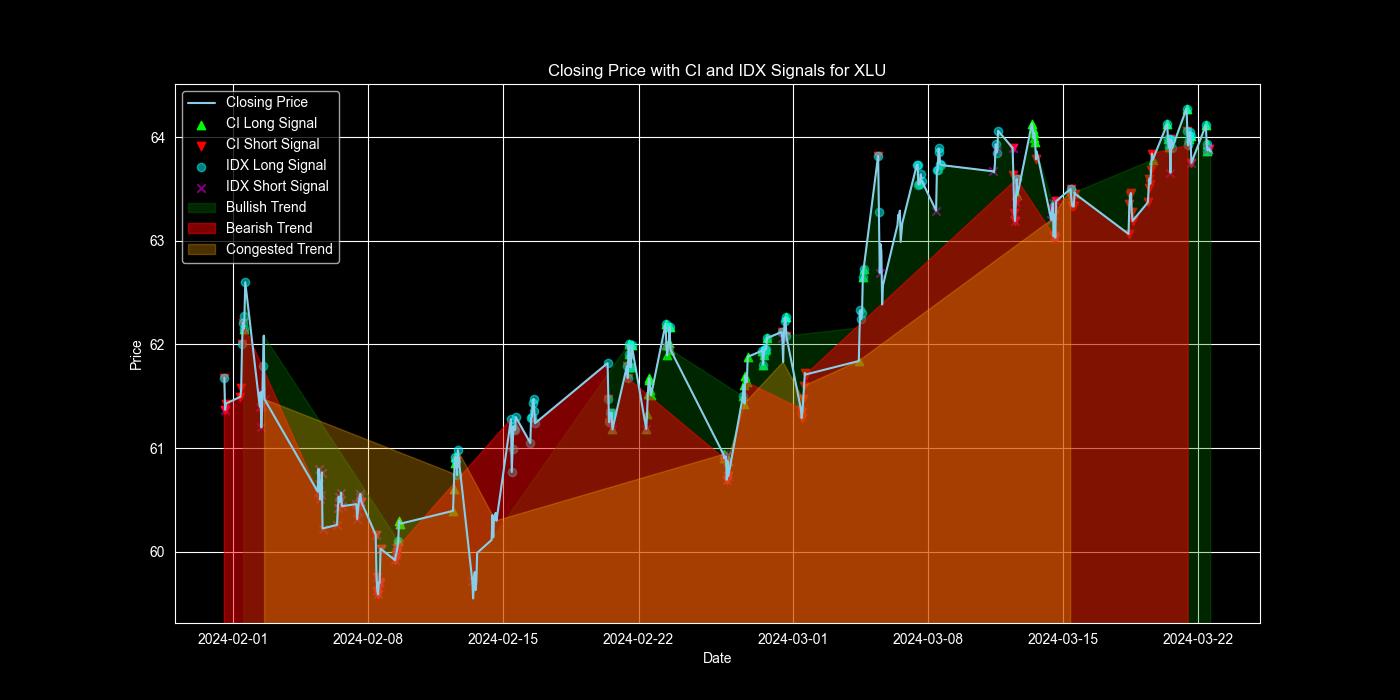 Closing Price with CI and IDX Signals for XLU
Closing Price
CI Long Signal
CI Short Signal
IDX Long Signal
IDX Short Signal
Bullish Trend
Bearish Trend
Congested Trend
64
63
62
61
60
Price
2024-02-01 2024-02-08 2024-02-15 2024-02-22 2024-03-01 2024-03-08 2024-03-15 2024-03-22
Date